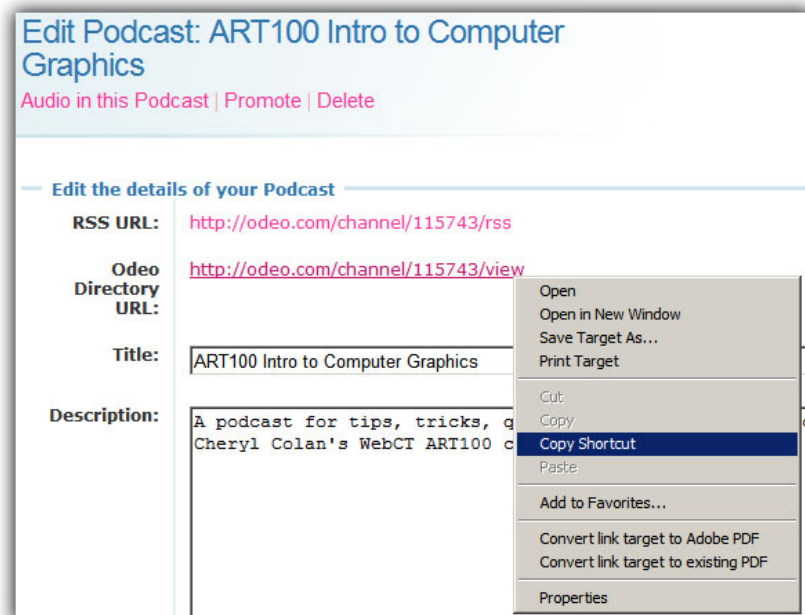 Edit Podcast: ART100 Intro to Computer
Graphics
Audio in this Podcast | Promote | Delete
Edit the details of your Podcast
RSS URL: http://odeo.com/channel/115743/rss
Odeo Directory URL: http://odeo.com/channel/115743/view
Title: ART100 Intro to Computer Graphics
Description: A podcast for tips, tricks, q
Cheryl Colan's WebCT ART100 c
Open
Open in New Window
Save Target As...
Print Target
Cut
Copy
Copy Shortcut
Paste
Add to Favorites...
Convert link target to Adobe PDF
Convert link target to existing PDF
Properties